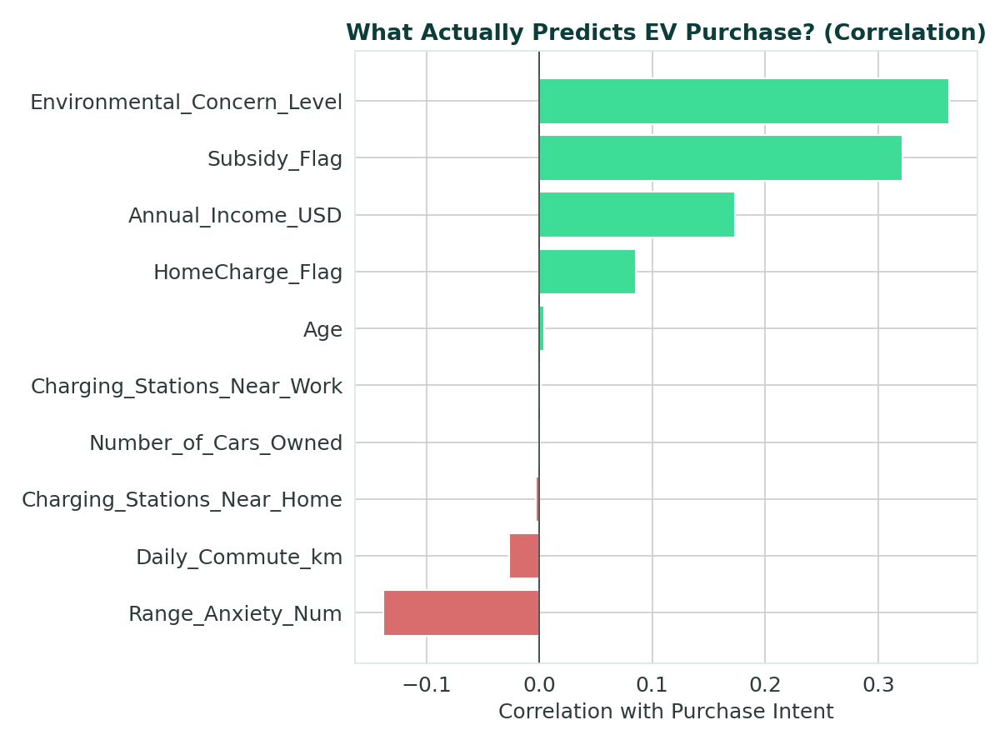 What Actually Predicts EV Purchase? (Correlation)
Environmental_Concern_Level
Subsidy_Flag
Annual_Income_USD
HomeCharge_Flag
Age
Charging_Stations_Near_Work
Number_of_Cars_Owned
Charging_Stations_Near_Home
Daily_Commute_km
Range_Anxiety_Num
−0.1 0.0 0.1 0.2 0.3
Correlation with Purchase Intent